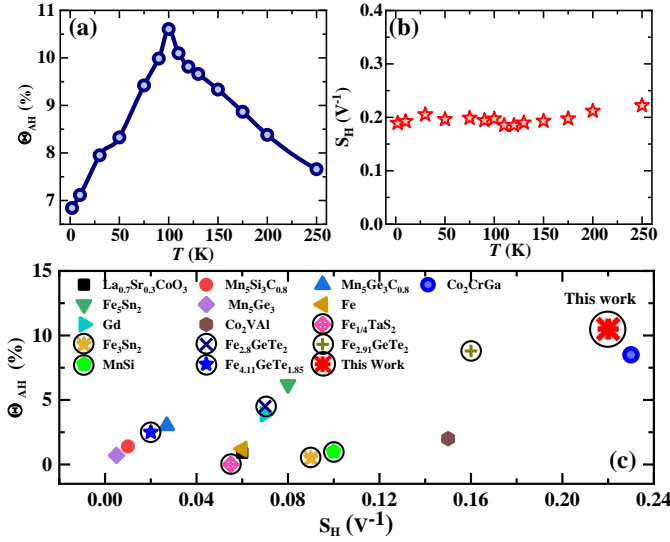 (a)
11
10
9
8
7
Θ_AH (%)
0 50 100 150 200 250
T (K)
(b)
0.4
0.3
0.2
0.1
0.0
S_H (V⁻¹)
0 50 100 150 200 250
T (K)
15
10
5
0
Θ_AH (%)
La₀.₇Sr₀.₃CoO₃ Mn₅Si₃C₀.₈ Mn₅Ge₃C₀.₈ Co₂CrGa
Fe₅Sn₂ Mn₅Ge₃ Fe
Gd Co₂VAl Fe₁/₄TaS₂
Fe₃Sn₂ Fe₂.₈GeTe₂ Fe₂.₉₁GeTe₂
MnSi Fe₄.₁₁GeTe₁.₈₅ This Work
This work
(c)
0.00 0.04 0.08 0.12 0.16 0.20 0.24
S_H (V⁻¹)